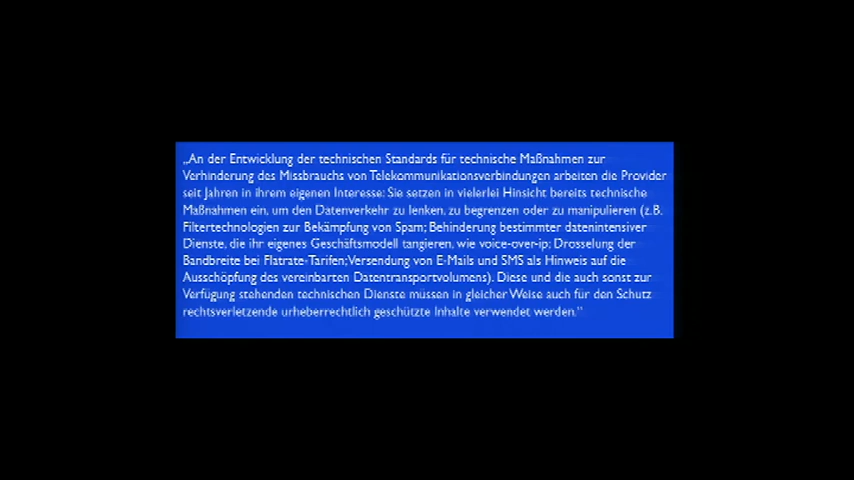 „An der Entwicklung der technischen Standards für technische Maßnahmen zur
Verhinderung des Missbrauchs von Telekommunikationsverbindungen arbeiten die Provider
seit Jahren in ihrem eigenen Interesse: Sie setzen in vielerlei Hinsicht bereits technische
Maßnahmen ein, um den Datenverkehr zu lenken, zu begrenzen oder zu manipulieren (z.B.
Filtertechnologien zur Bekämpfung von Spam; Behinderung bestimmter datenintensiver
Dienste, die ihr eigenes Geschäftsmodell tangieren, wie voice-over-ip; Drosselung der
Bandbreite bei Flatrate-Tarifen; Versendung von E-Mails und SMS als Hinweis auf die
Ausschöpfung des vereinbarten Datentransportvolumens). Diese und die auch sonst zur
Verfügung stehenden technischen Dienste müssen in gleicher Weise auch für den Schutz
rechtsverletzende urheberrechtlich geschützte Inhalte verwendet werden."